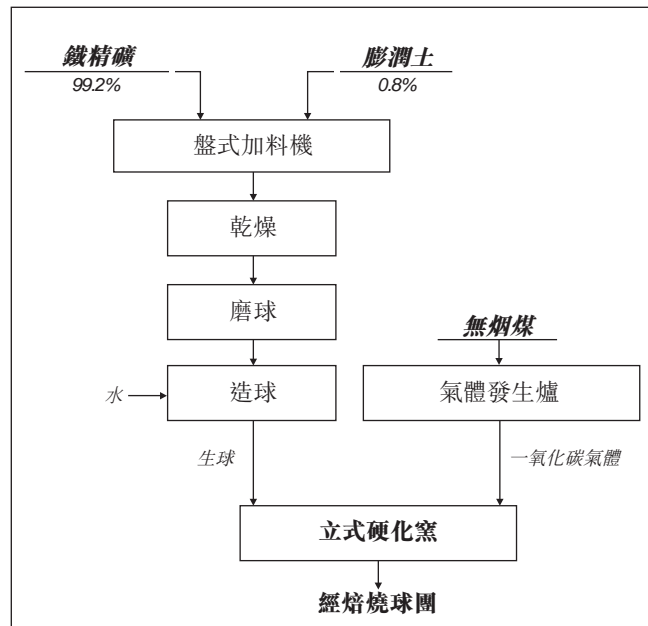 鐵精礦 膨潤土
99.2% 0.8%
盤式加料機
乾燥
磨球
無烟煤
水 造球 氣體發生爐
生球 一氧化碳氣體
立式硬化窯
經焙燒球團